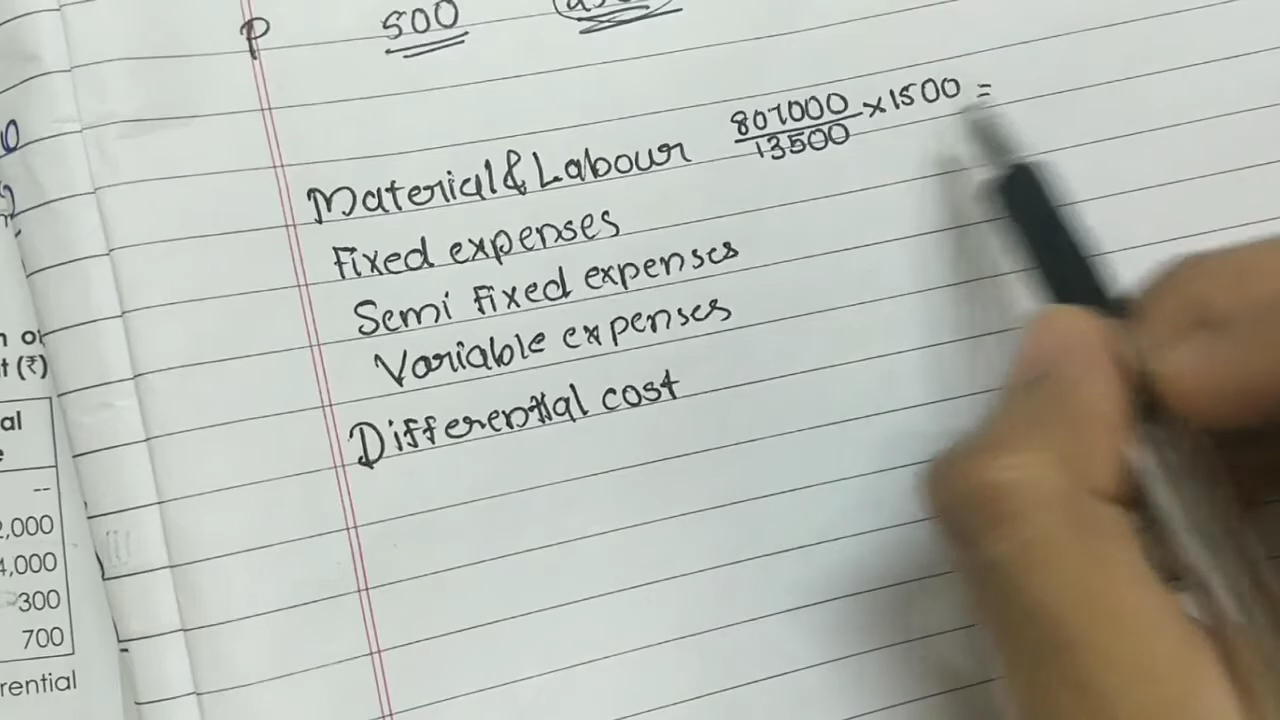 P 500
Material & Labour 807000 / 13500 × 1500 =
Fixed expenses
Semi fixed expenses
Variable expenses
Differential cost
t (₹)
al
--
2,000
4,000
300
700
rential